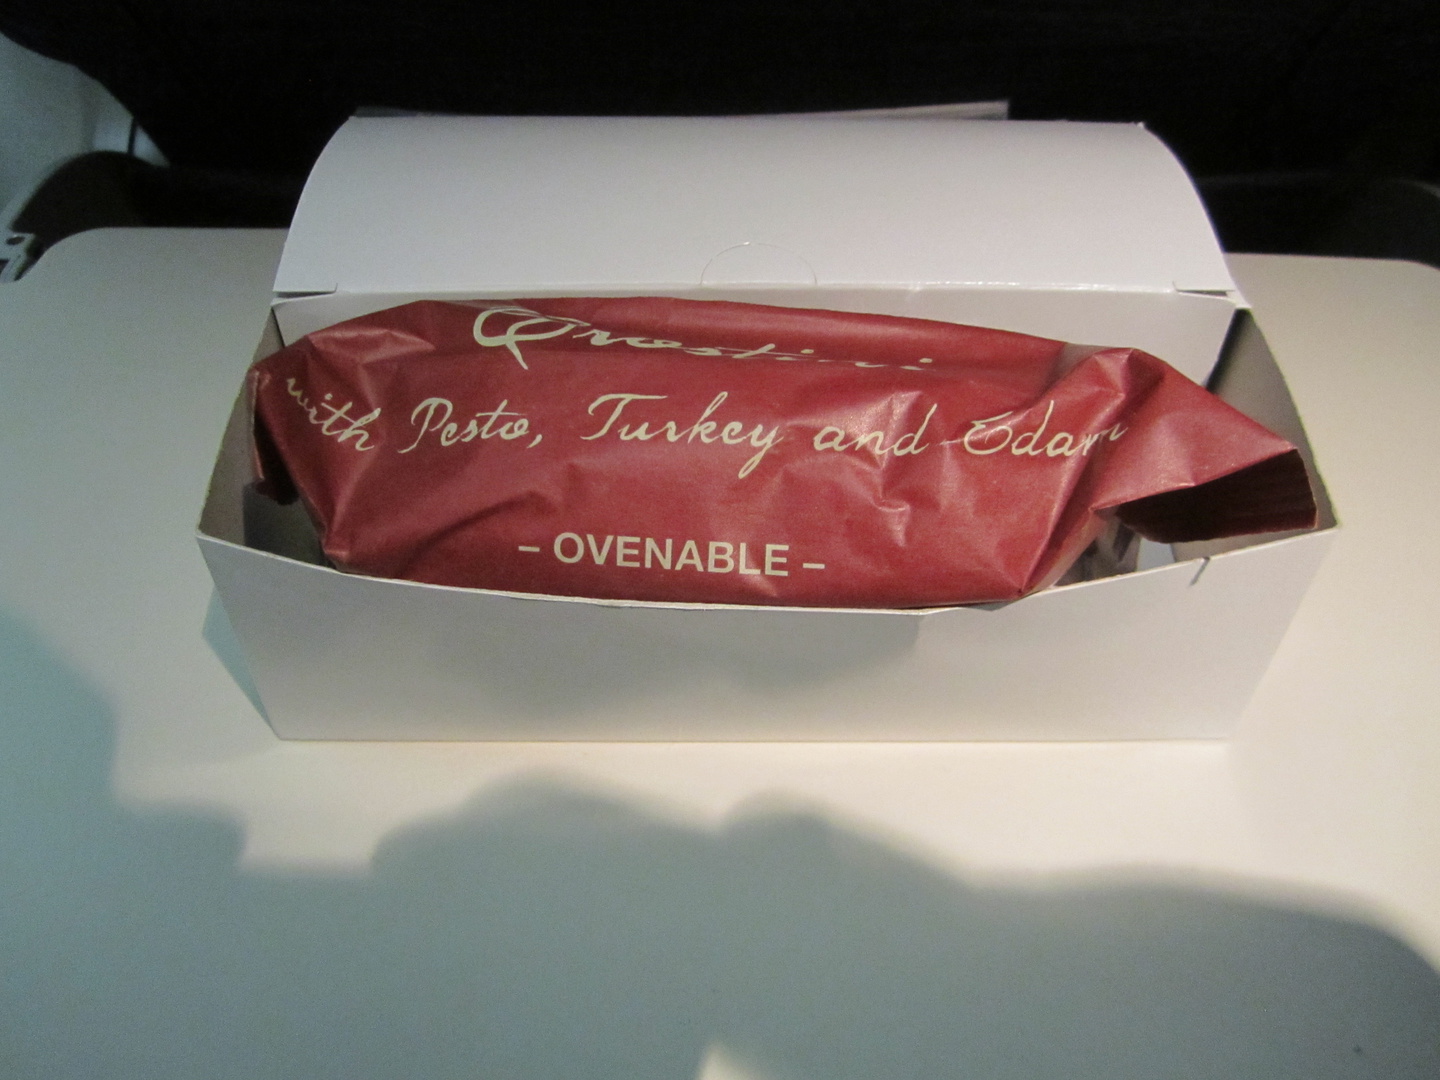 Crostini
with Pesto, Turkey and Edam
– OVENABLE –